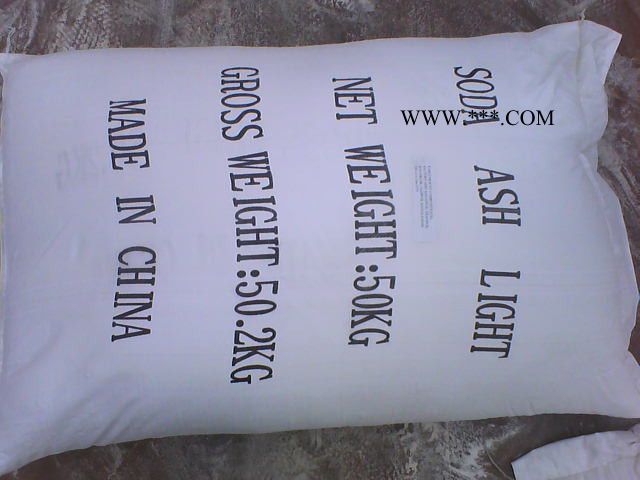 SODA ASH LIGHT
NET WEIGHT:50KG
GROSS WEIGHT:50.2KG
MADE IN CHINA
WWW.***.COM